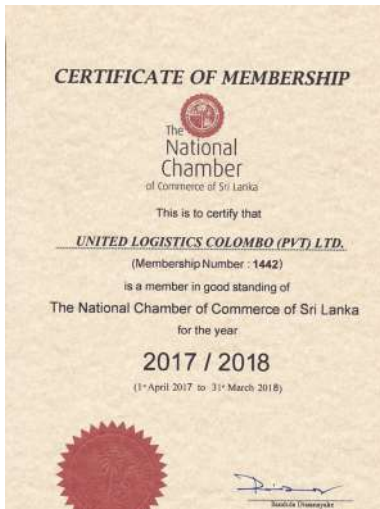 CERTIFICATE OF MEMBERSHIP
The
National
Chamber
of Commerce of Sri Lanka
This is to certify that
UNITED LOGISTICS COLOMBO (PVT) LTD.
(Membership Number : 1442)
is a member in good standing of
The National Chamber of Commerce of Sri Lanka
for the year
2017 / 2018
(1st April 2017 to 31st March 2018)